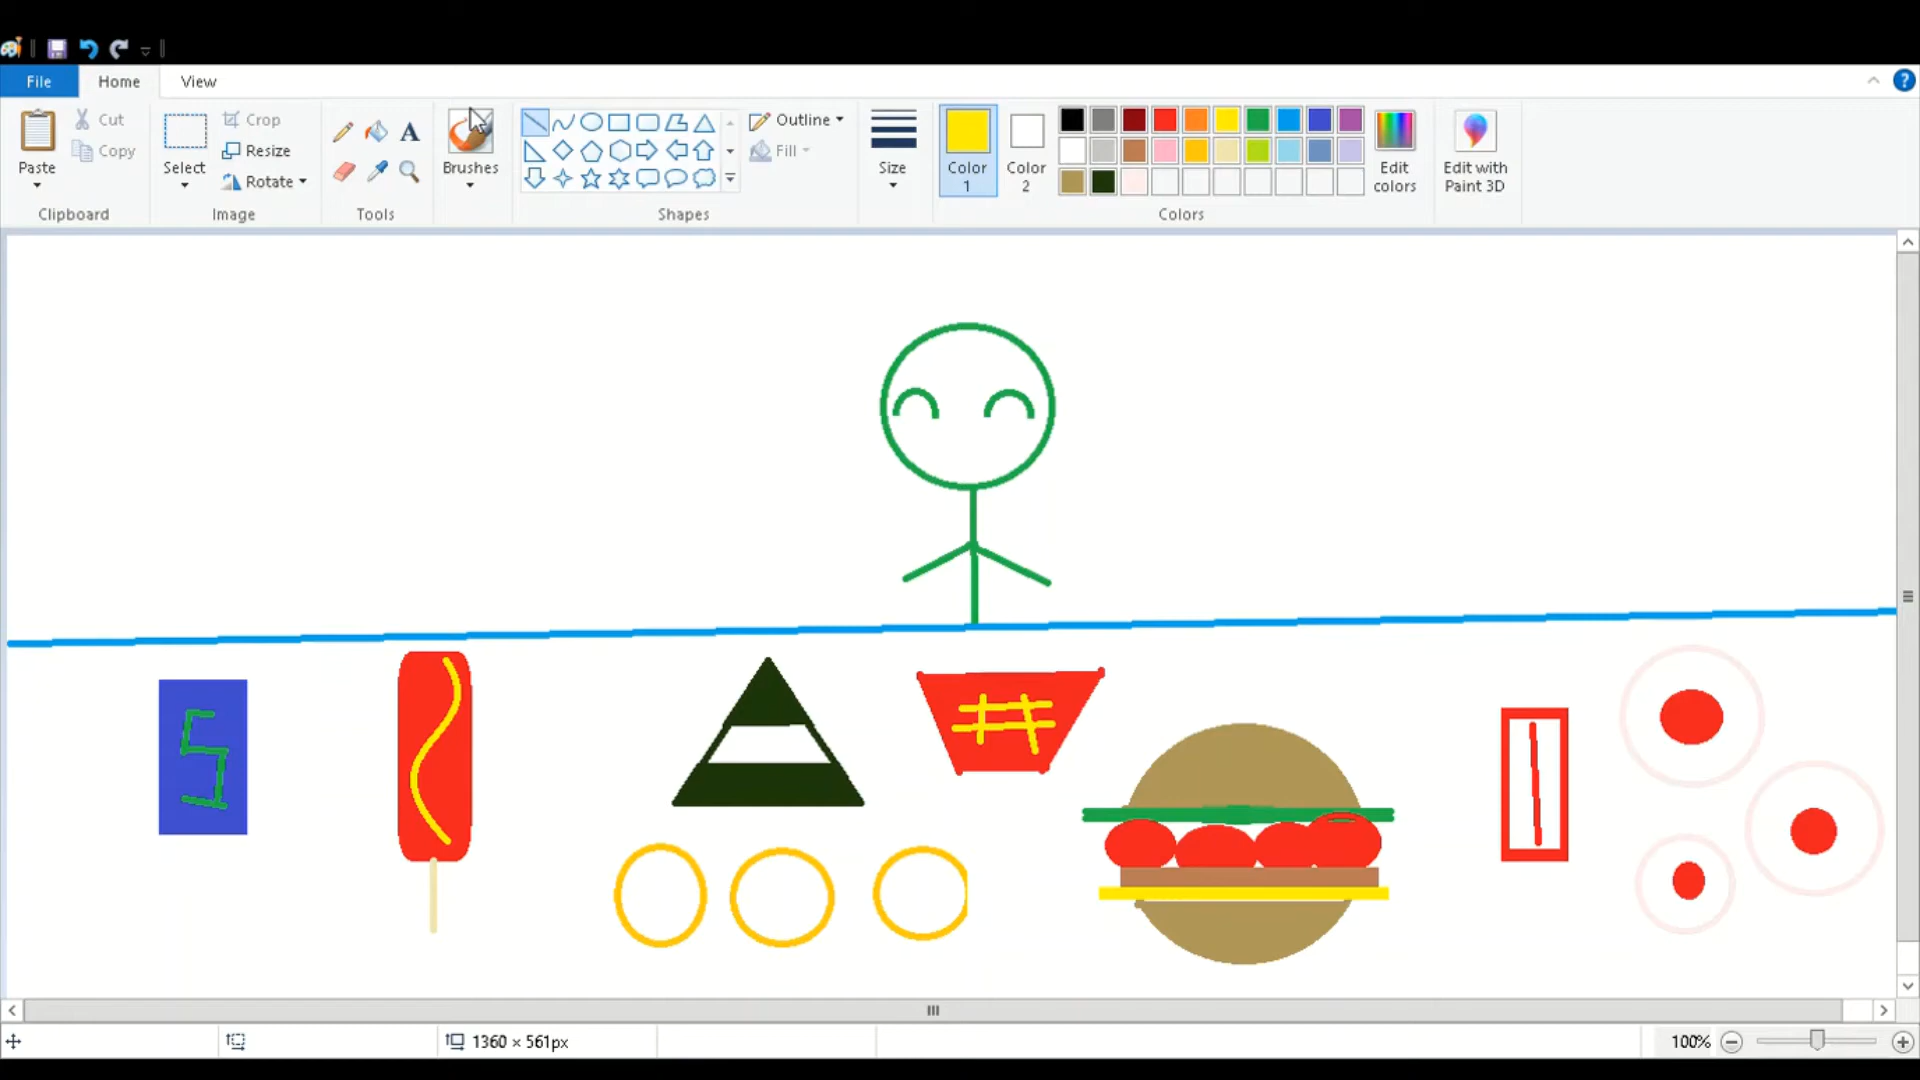 File Home View
Paste Cut Copy Clipboard
Select Crop Resize Rotate Image
A Tools
Brushes
Outline Fill Shapes
Size
Color 1 Color 2 Edit colors Colors
Edit with Paint 3D
?
5
#
1360 × 561px 100%